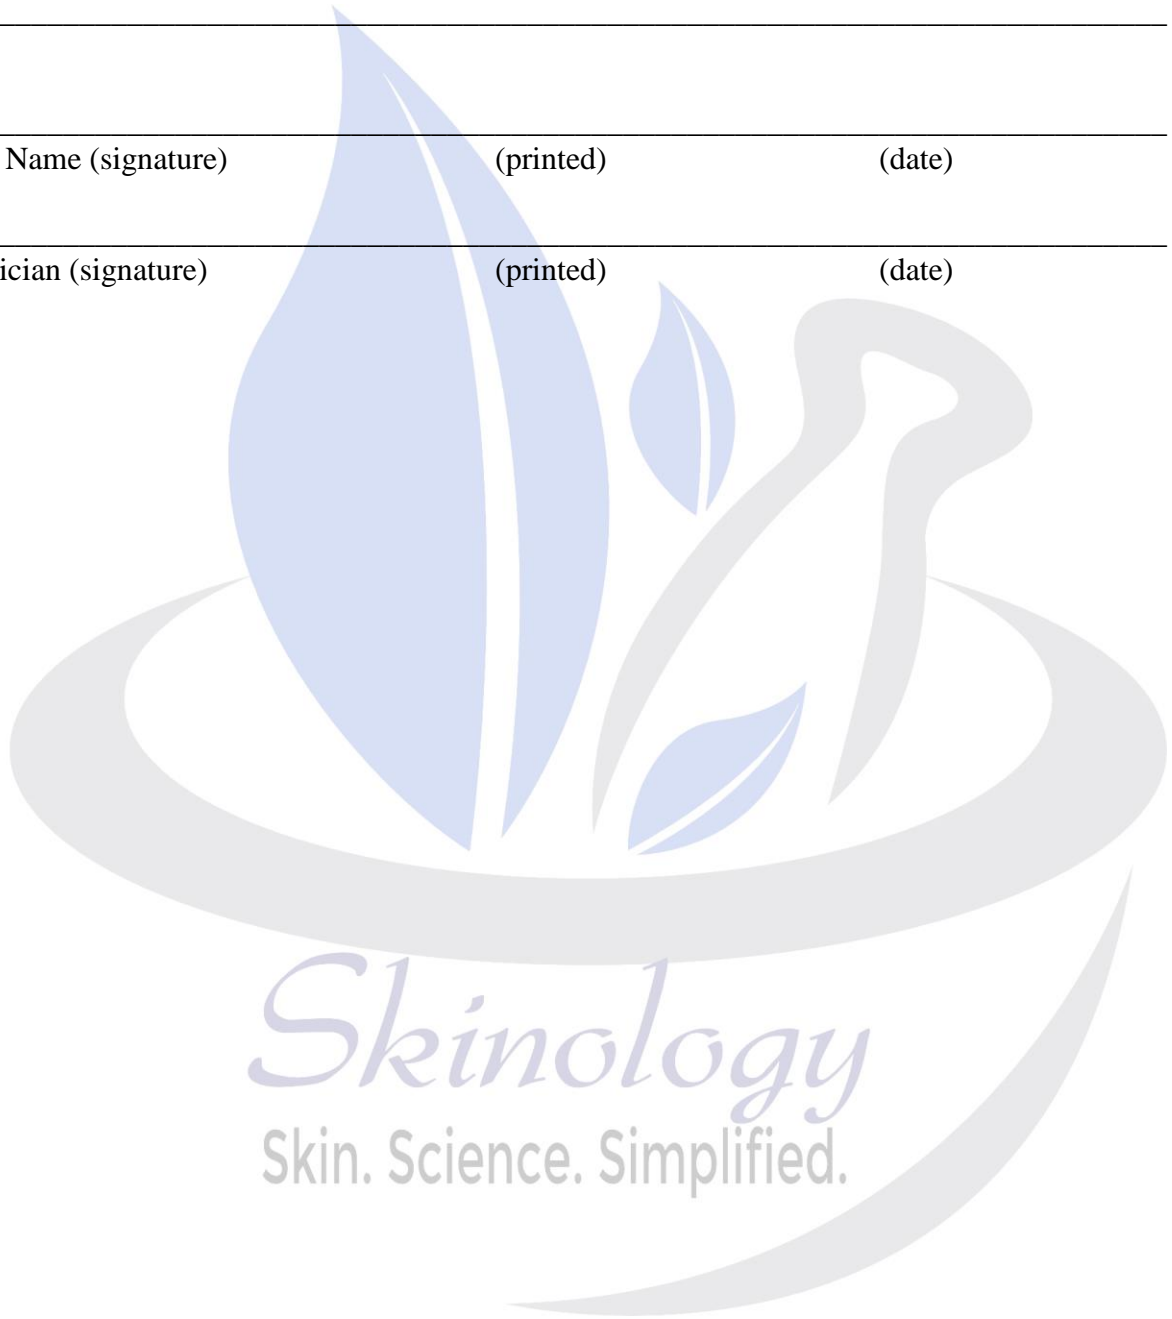 Name (signature) (printed) (date)
ician (signature) (printed) (date)
Skinology
Skin. Science. Simplified.